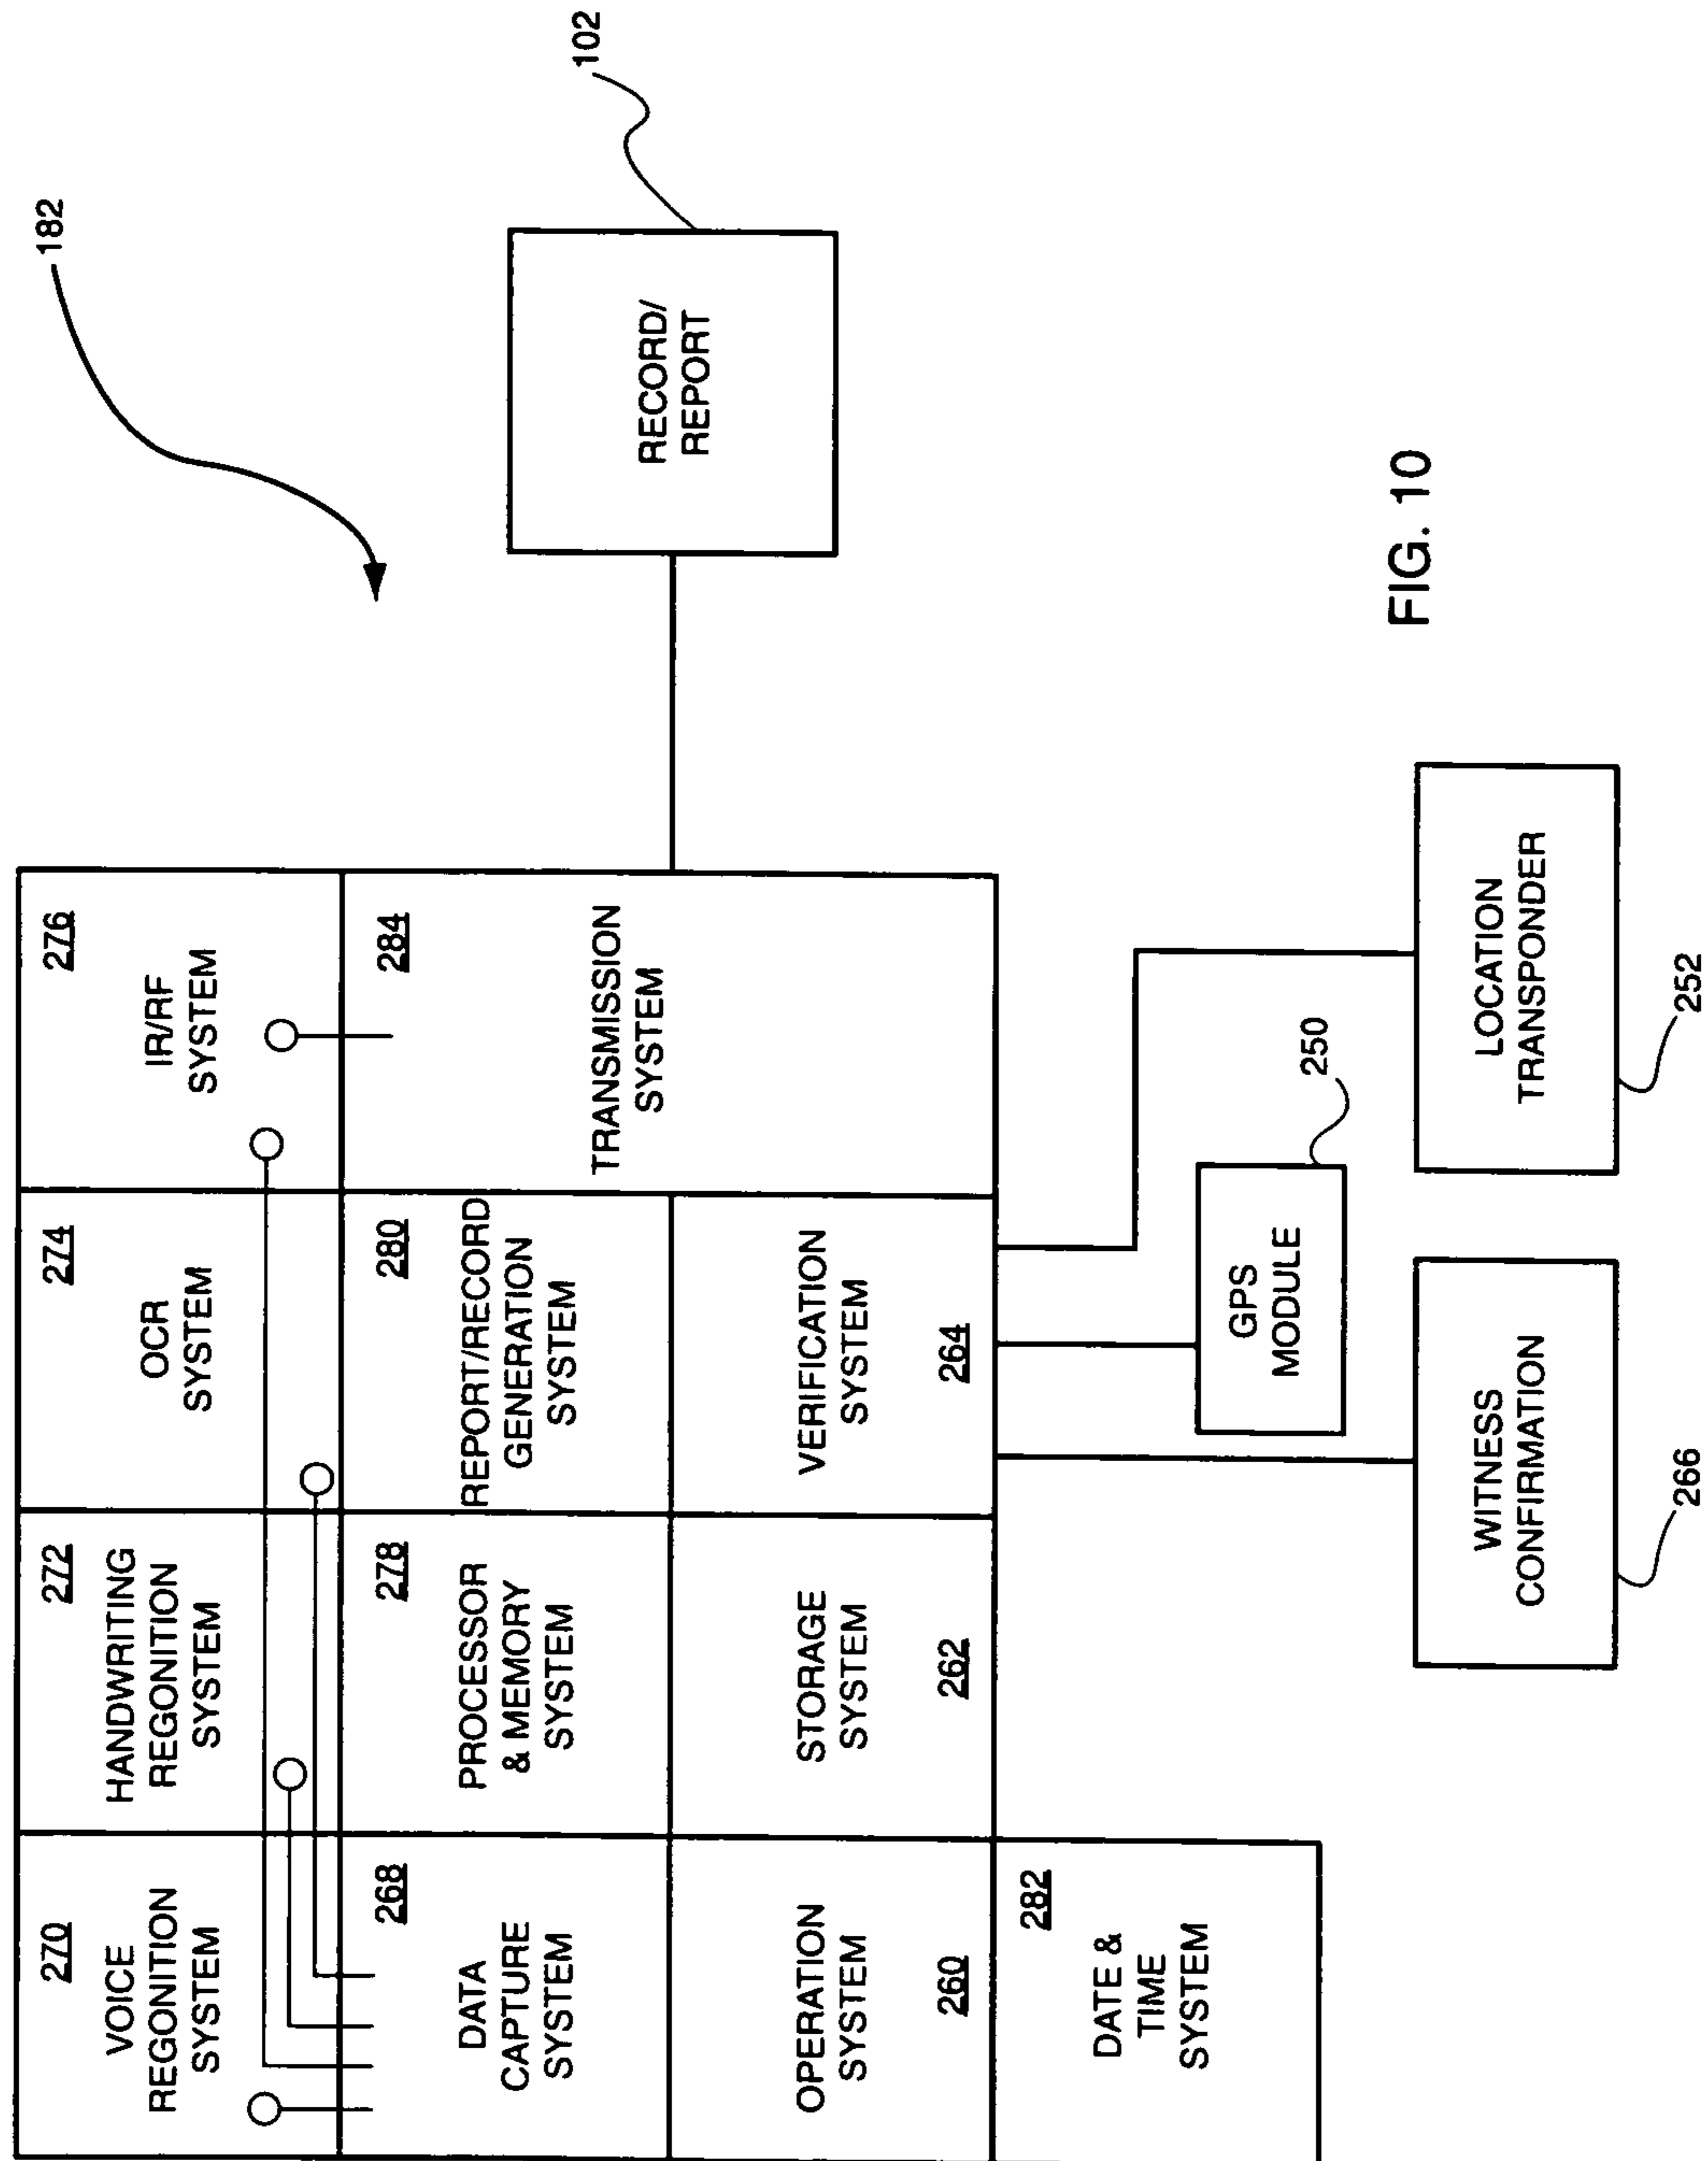 182
270
VOICE
REGONITION
SYSTEM
272
HANDWRITING
REGONITION
SYSTEM
274
OCR
SYSTEM
276
IR/RF
SYSTEM
268
DATA
CAPTURE
SYSTEM
278
PROCESSOR
& MEMORY
SYSTEM
280
REPORT/RECORD
GENERATION
SYSTEM
284
TRANSMISSION
SYSTEM
RECORD/
REPORT
102
OPERATION
SYSTEM
260
STORAGE
SYSTEM
262
VERIFICATION
SYSTEM
264
282
DATE &
TIME
SYSTEM
GPS
MODULE
250
WITNESS
CONFIRMATION
266
LOCATION
TRANSPONDER
252
FIG. 10